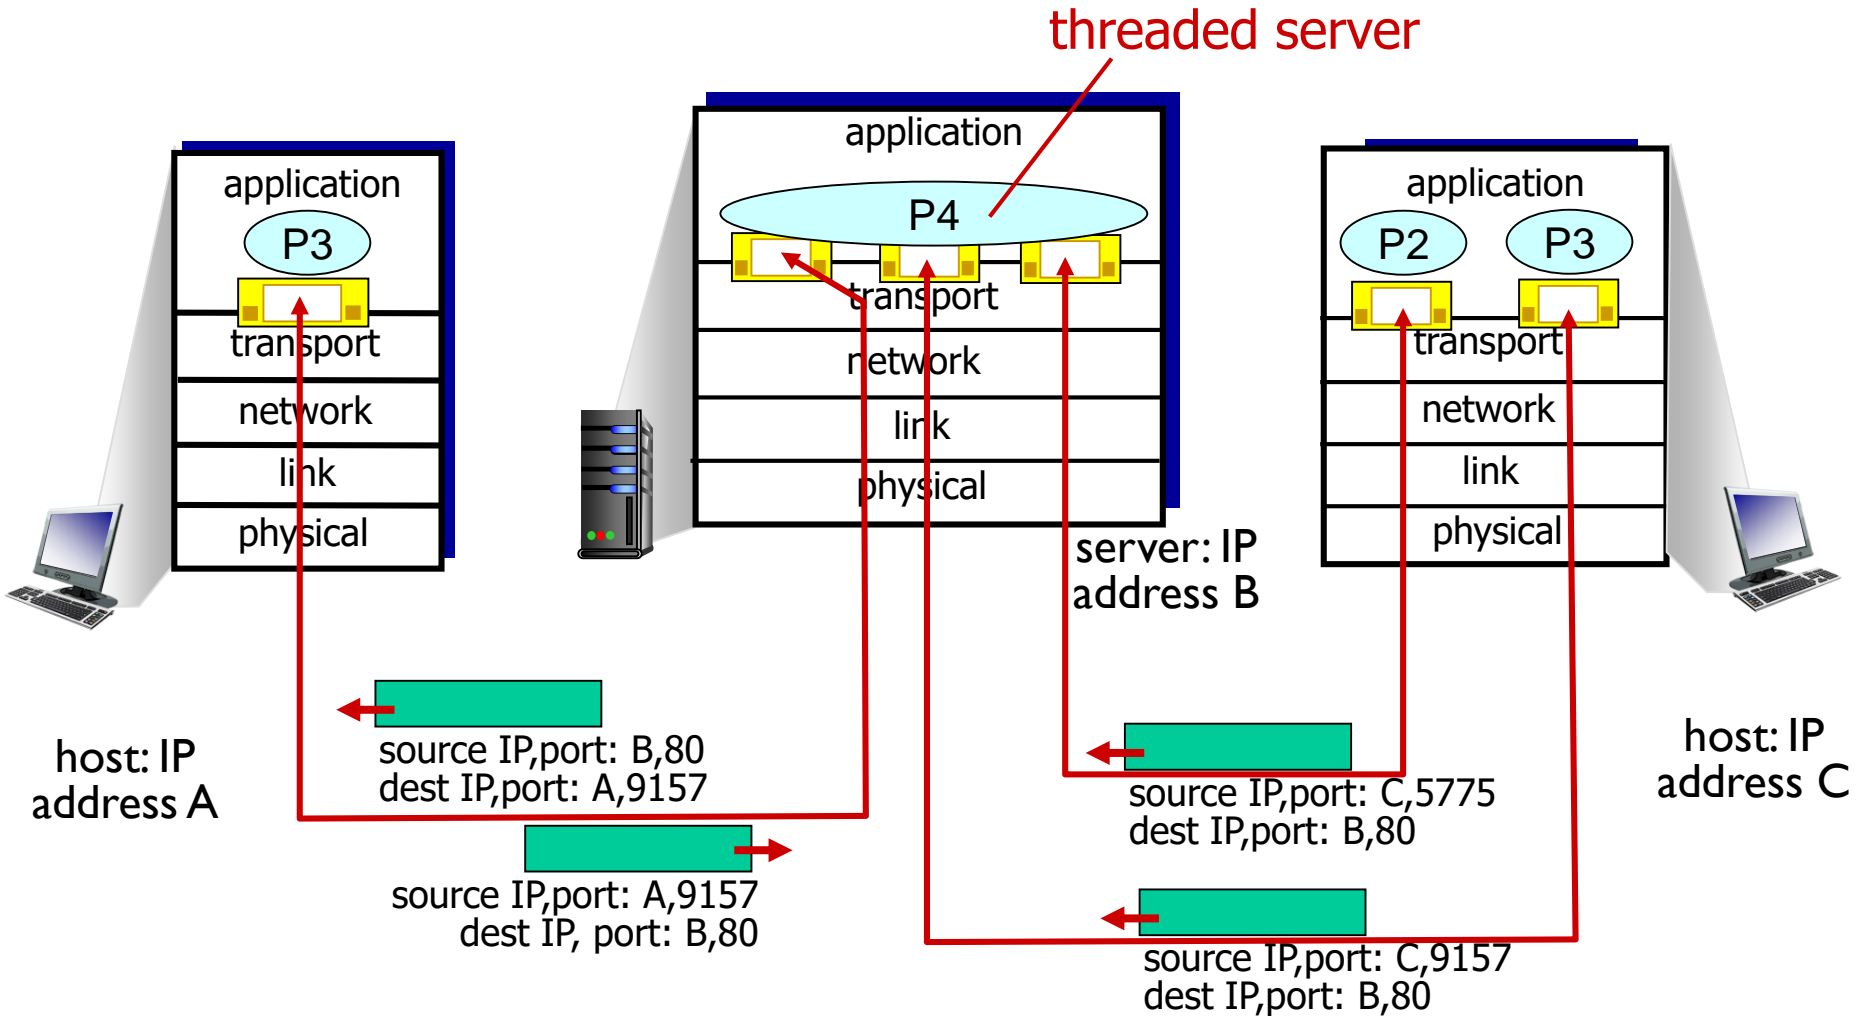 threaded server
application
P3
transport
network
link
physical
application
P4
transport
network
link
physical
application
P2
P3
transport
network
link
physical
server: IP
address B
host: IP
address A
source IP,port: B,80
dest IP,port: A,9157
source IP,port: A,9157
dest IP, port: B,80
source IP,port: C,5775
dest IP,port: B,80
source IP,port: C,9157
dest IP,port: B,80
host: IP
address C